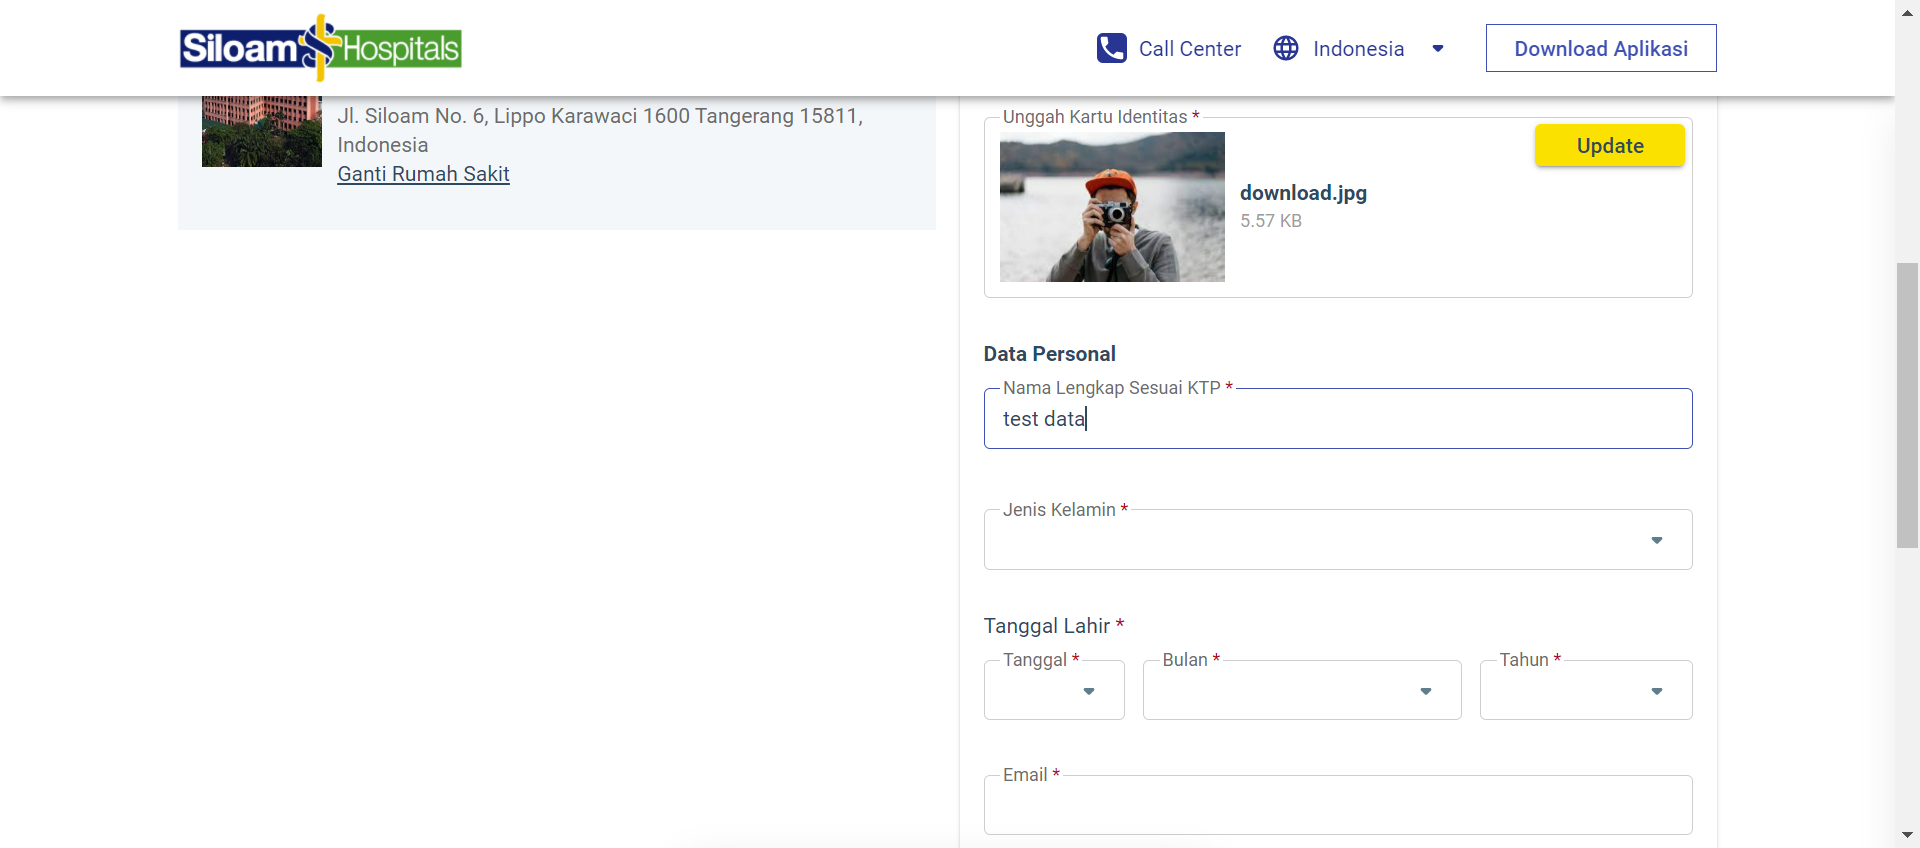 Siloam Hospitals
Call Center
Indonesia
Download Aplikasi
Jl. Siloam No. 6, Lippo Karawaci 1600 Tangerang 15811,
Indonesia
Ganti Rumah Sakit
Unggah Kartu Identitas *
Update
download.jpg
5.57 KB
Data Personal
Nama Lengkap Sesuai KTP *
test data
Jenis Kelamin *
Tanggal Lahir *
Tanggal *
Bulan *
Tahun *
Email *